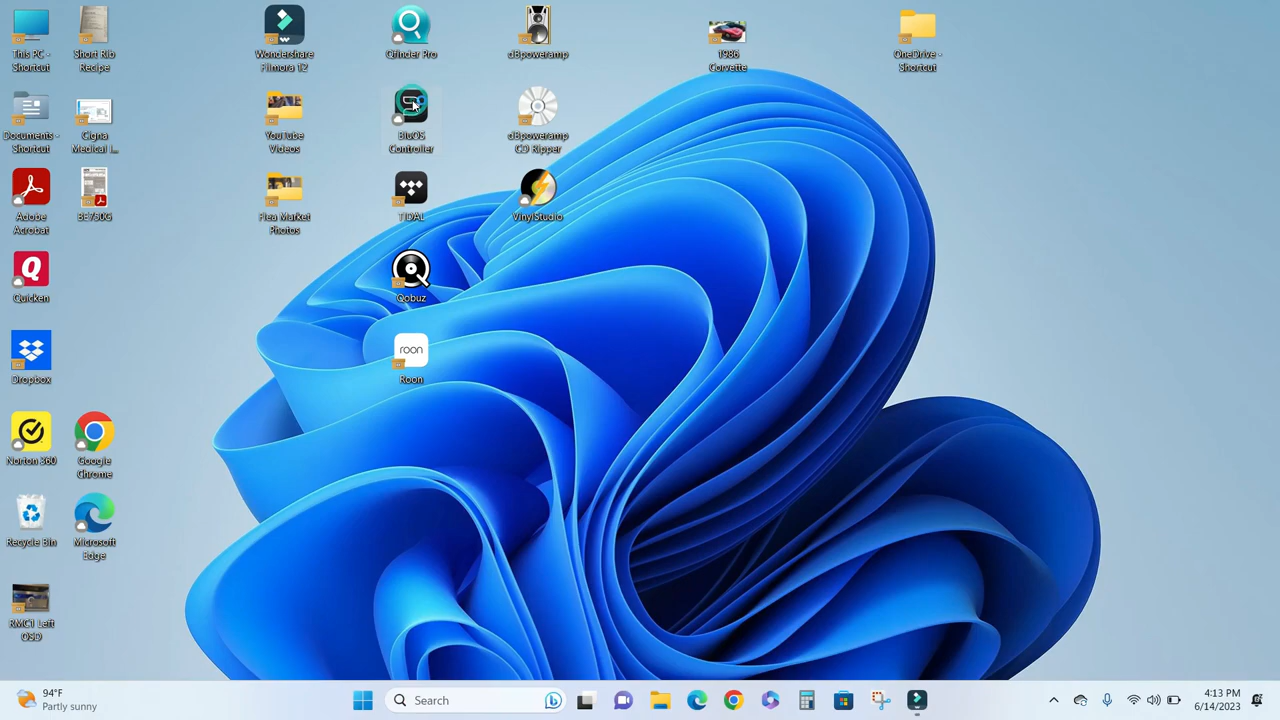 This PC -
Shortcut
Short Rib
Recipe
Wondershare
Filmora 12
Qfinder Pro
dBpoweramp
1986
Corvette
OneDrive -
Shortcut
Documents -
Shortcut
Cigna
Medical I...
YouTube
Videos
BluOS
Controller
dBpoweramp
CD Ripper
Adobe
Acrobat
BE730G
Flea Market
Photos
TIDAL
VinylStudio
Quicken
Qobuz
roon
Dropbox
Roon
Norton 360
Google
Chrome
Recycle Bin
Microsoft
Edge
RMC1 Left
OSD
94°F
Partly sunny
Search
4:13 PM
6/14/2023